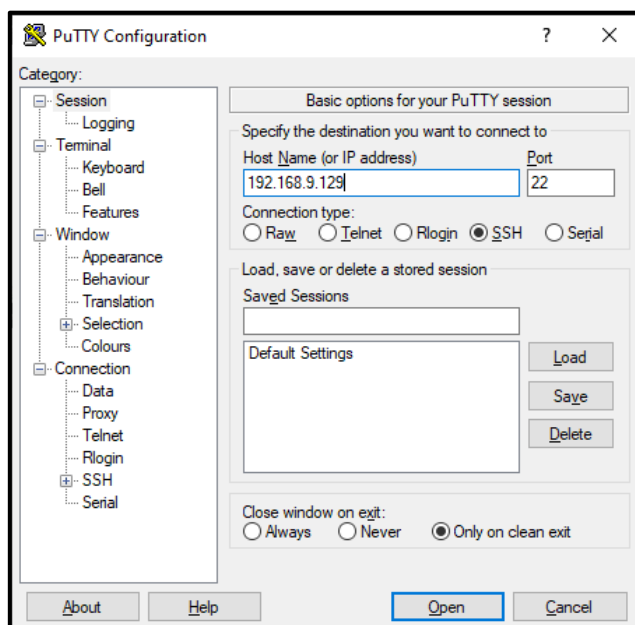 PuTTY Configuration
?
Category:
Session
Logging
Terminal
Keyboard
Bell
Features
Window
Appearance
Behaviour
Translation
Selection
Colours
Connection
Data
Proxy
Telnet
Rlogin
SSH
Serial
Basic options for your PuTTY session
Specify the destination you want to connect to
Host Name (or IP address) Port
192.168.9.129 22
Connection type:
Raw Telnet Rlogin SSH Serial
Load, save or delete a stored session
Saved Sessions
Default Settings
Load
Save
Delete
Close window on exit:
Always Never Only on clean exit
About Help Open Cancel